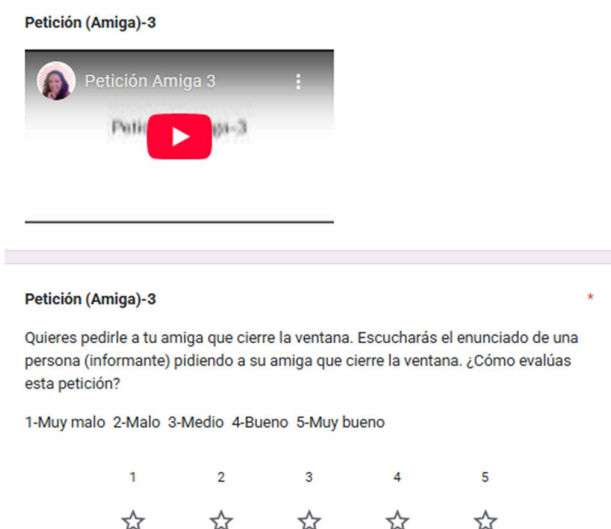 Petición (Amiga)-3
Petición Amiga 3
Petición (Amiga)-3 *
Quieres pedirle a tu amiga que cierre la ventana. Escucharás el enunciado de una
persona (informante) pidiendo a su amiga que cierre la ventana. ¿Cómo evalúas
esta petición?
1-Muy malo 2-Malo 3-Medio 4-Bueno 5-Muy bueno
1 2 3 4 5